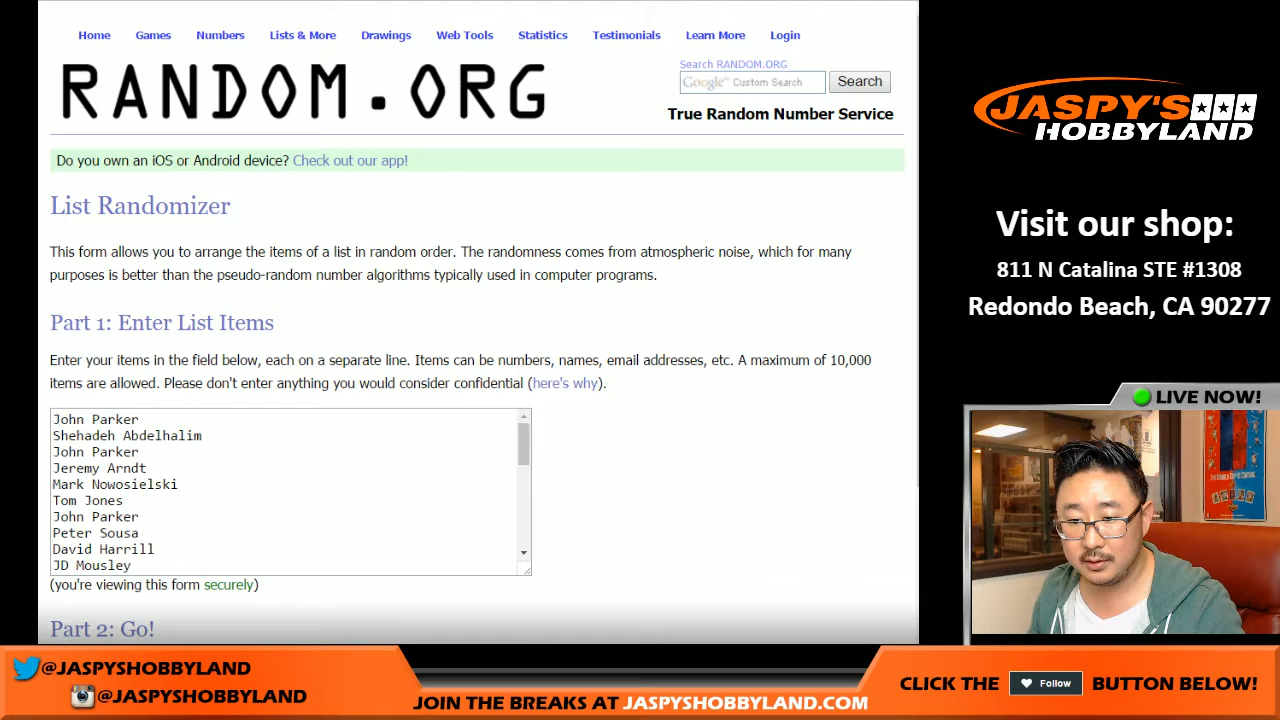 Home Games Numbers Lists & More Drawings Web Tools Statistics Testimonials Learn More Login
RANDOM.ORG
Search RANDOM.ORG
Google™ Custom Search Search
True Random Number Service
Do you own an iOS or Android device? Check out our app!
List Randomizer
This form allows you to arrange the items of a list in random order. The randomness comes from atmospheric noise, which for many
purposes is better than the pseudo-random number algorithms typically used in computer programs.
Part 1: Enter List Items
Enter your items in the field below, each on a separate line. Items can be numbers, names, email addresses, etc. A maximum of 10,000
items are allowed. Please don't enter anything you would consider confidential (here's why).
John Parker
Shehadeh Abdelhalim
John Parker
Jeremy Arndt
Mark Nowosielski
Tom Jones
John Parker
Peter Sousa
David Harrill
JD Mousley
(you're viewing this form securely)
Part 2: Go!
JASPY'S
HOBBYLAND
Visit our shop:
811 N Catalina STE #1308
Redondo Beach, CA 90277
LIVE NOW!
@JASPYSHOBBYLAND
@JASPYSHOBBYLAND
JOIN THE BREAKS AT JASPYSHOBBYLAND.COM
CLICK THE Follow BUTTON BELOW!